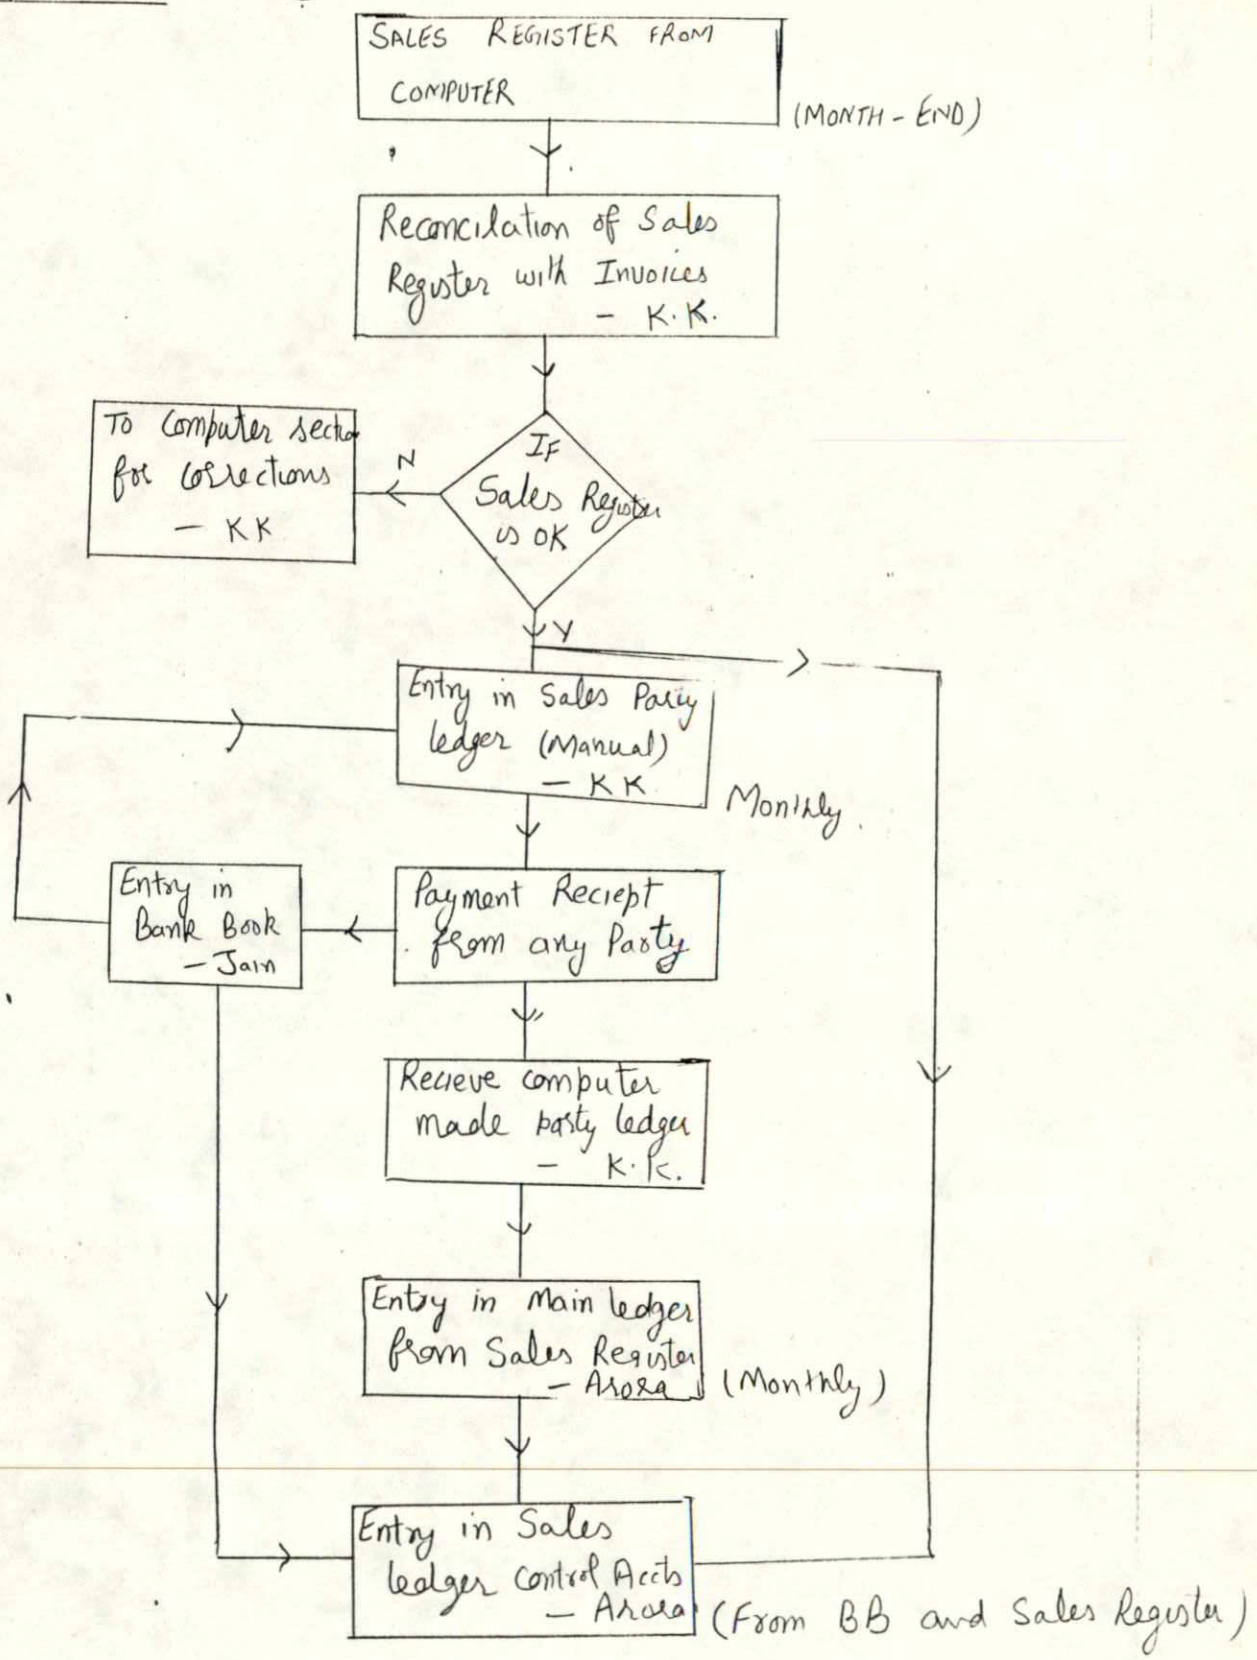 SALES REGISTER FROM
COMPUTER
(MONTH - END)
Reconcilation of Sales
Register with Invoices
- K.K.
To Computer section
for corrections
- KK
N
IF
Sales Register
is OK
Y
Entry in Sales Party
ledger (Manual)
- KK
Monthly.
Entry in
Bank Book
- Jain
Payment Reciept
from any Party
Recieve computer
made party ledger
- K.K.
Entry in Main ledger
from Sales Register
- Arora
(Monthly)
Entry in Sales
ledger Control Accts
- Arora
(From BB and Sales Register)